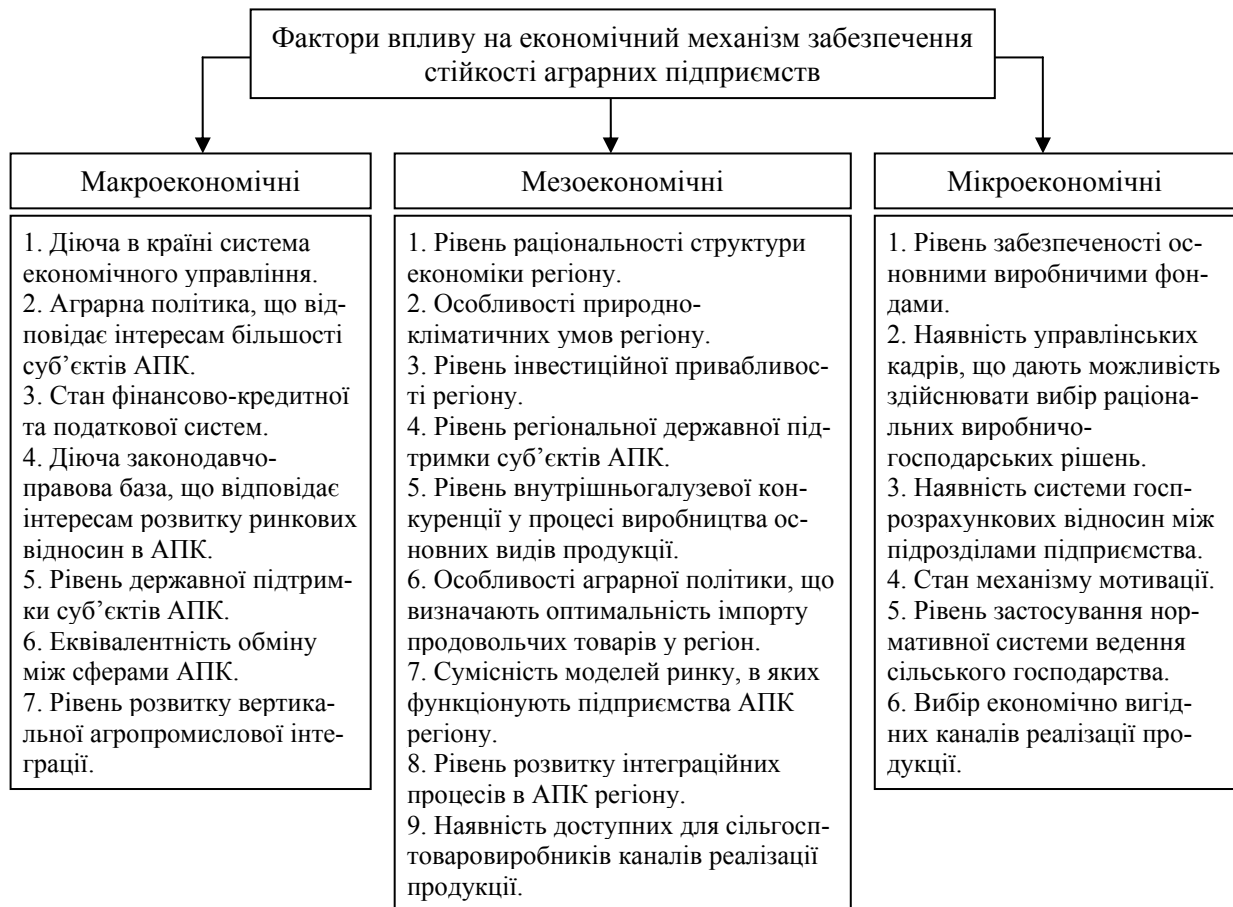 Фактори впливу на економічний механізм забезпечення
стійкості аграрних підприємств
Макроекономічні
1. Діюча в країні система
економічного управління.
2. Аграрна політика, що від-
повідає інтересам більшості
суб’єктів АПК.
3. Стан фінансово-кредитної
та податкової систем.
4. Діюча законодавчо-
правова база, що відповідає
інтересам розвитку ринкових
відносин в АПК.
5. Рівень державної підтрим-
ки суб’єктів АПК.
6. Еквівалентність обміну
між сферами АПК.
7. Рівень розвитку вертика-
льної агропромислової інте-
грації.
Мезоекономічні
1. Рівень раціональності структури
економіки регіону.
2. Особливості природно-
кліматичних умов регіону.
3. Рівень інвестиційної привабливос-
ті регіону.
4. Рівень регіональної державної під-
тримки суб’єктів АПК.
5. Рівень внутрішньогалузевої кон-
куренції у процесі виробництва ос-
новних видів продукції.
6. Особливості аграрної політики, що
визначають оптимальність імпорту
продовольчих товарів у регіон.
7. Сумісність моделей ринку, в яких
функціонують підприємства АПК
регіону.
8. Рівень розвитку інтеграційних
процесів в АПК регіону.
9. Наявність доступних для сільгосп-
товаровиробників каналів реалізації
продукції.
Мікроекономічні
1. Рівень забезпеченості ос-
новними виробничими фон-
дами.
2. Наявність управлінських
кадрів, що дають можливість
здійснювати вибір раціона-
льних виробничо-
господарських рішень.
3. Наявність системи госп-
розрахункових відносин між
підрозділами підприємства.
4. Стан механізму мотивації.
5. Рівень застосування нор-
мативної системи ведення
сільського господарства.
6. Вибір економічно вигід-
них каналів реалізації про-
дукції.